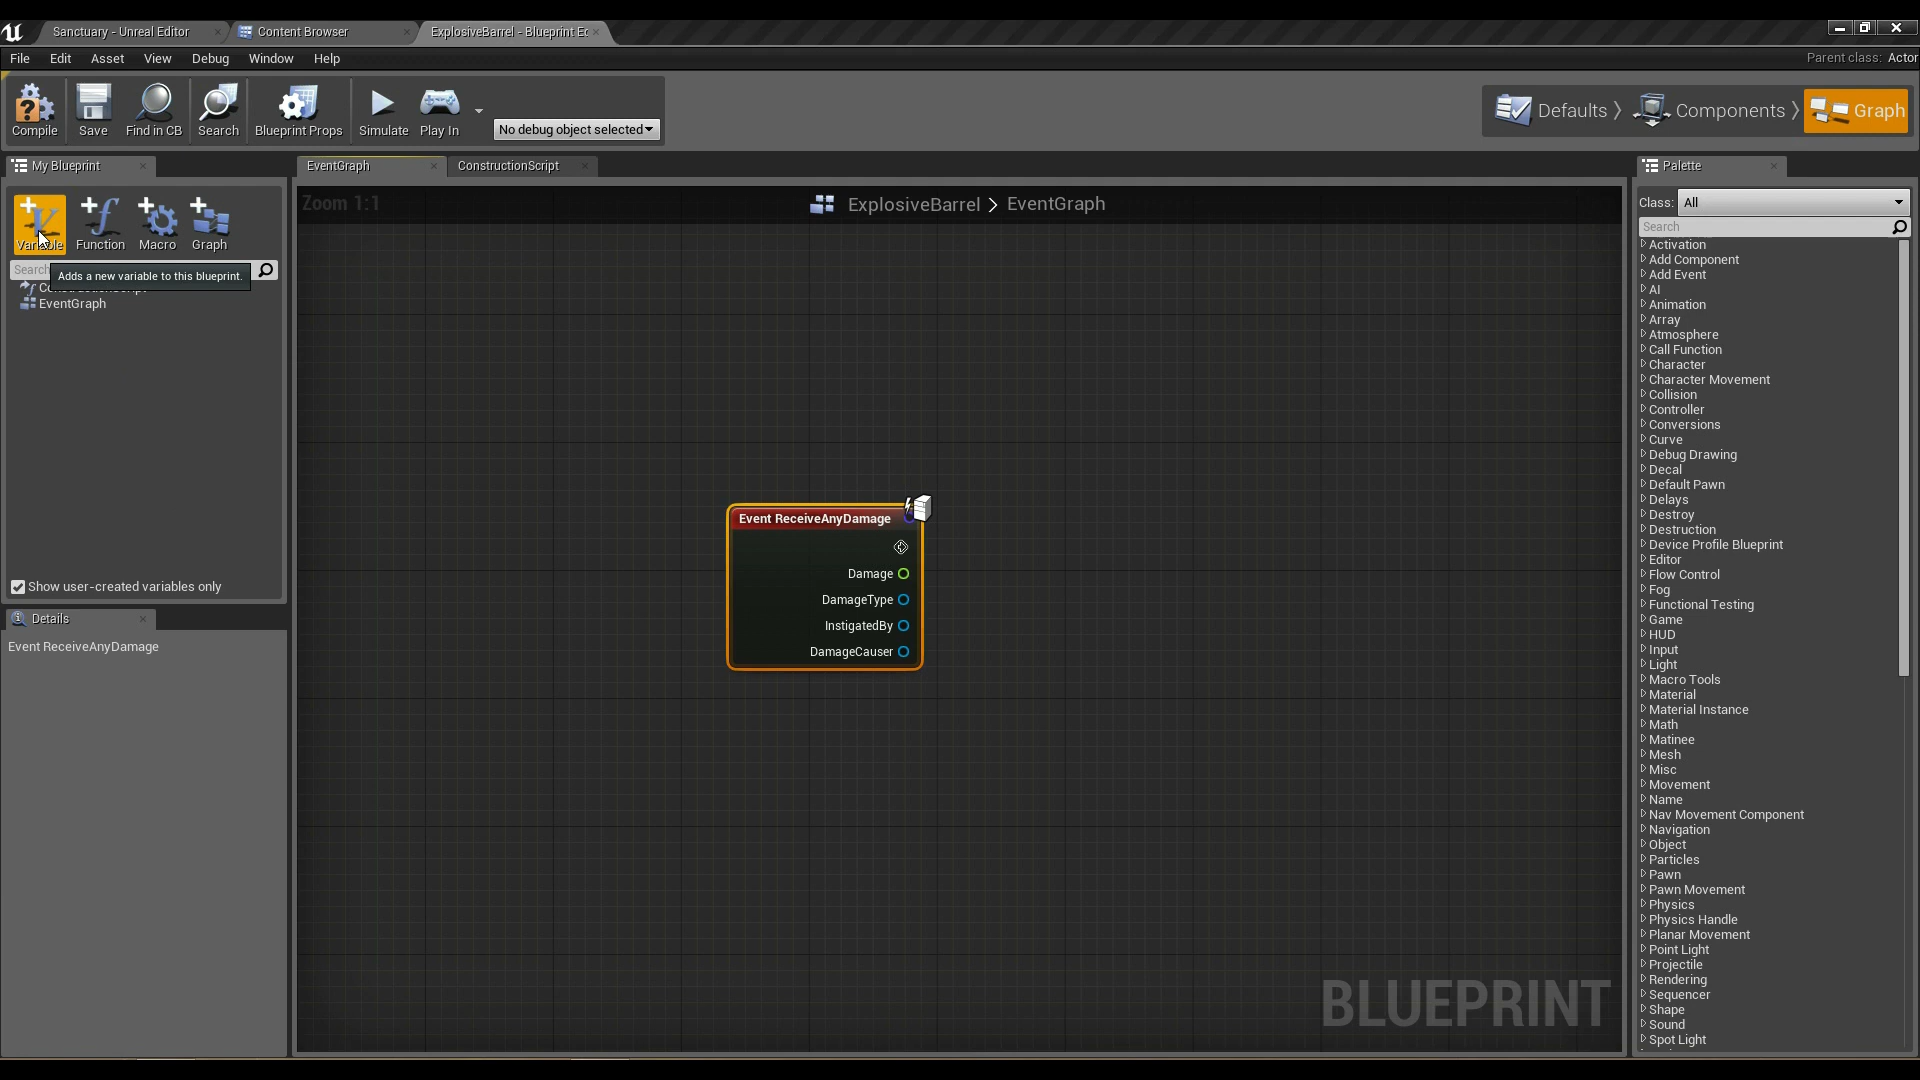 Sanctuary - Unreal Editor
Content Browser
ExplosiveBarrel - Blueprint Ec
File Edit Asset View Debug Window Help
Parent class: Actor
Compile Save Find in CB Search Blueprint Props Simulate Play In
No debug object selected
Defaults Components Graph
My Blueprint
EventGraph
ConstructionScript
Palette
Variable Function Macro Graph
Zoom 1:1
ExplosiveBarrel > EventGraph
Class: All
Search
Search
Adds a new variable to this blueprint.
EventGraph
Show user-created variables only
Details
Event ReceiveAnyDamage
Event ReceiveAnyDamage
Damage
DamageType
InstigatedBy
DamageCauser
BLUEPRINT
Activation
Add Component
Add Event
AI
Animation
Array
Atmosphere
Call Function
Character
Character Movement
Collision
Controller
Conversions
Curve
Debug Drawing
Decal
Default Pawn
Delays
Destroy
Destruction
Device Profile Blueprint
Editor
Flow Control
Fog
Functional Testing
Game
HUD
Input
Light
Macro Tools
Material
Material Instance
Math
Matinee
Mesh
Misc
Movement
Name
Nav Movement Component
Navigation
Object
Particles
Pawn
Pawn Movement
Physics
Physics Handle
Planar Movement
Point Light
Projectile
Rendering
Sequencer
Shape
Sound
Spot Light